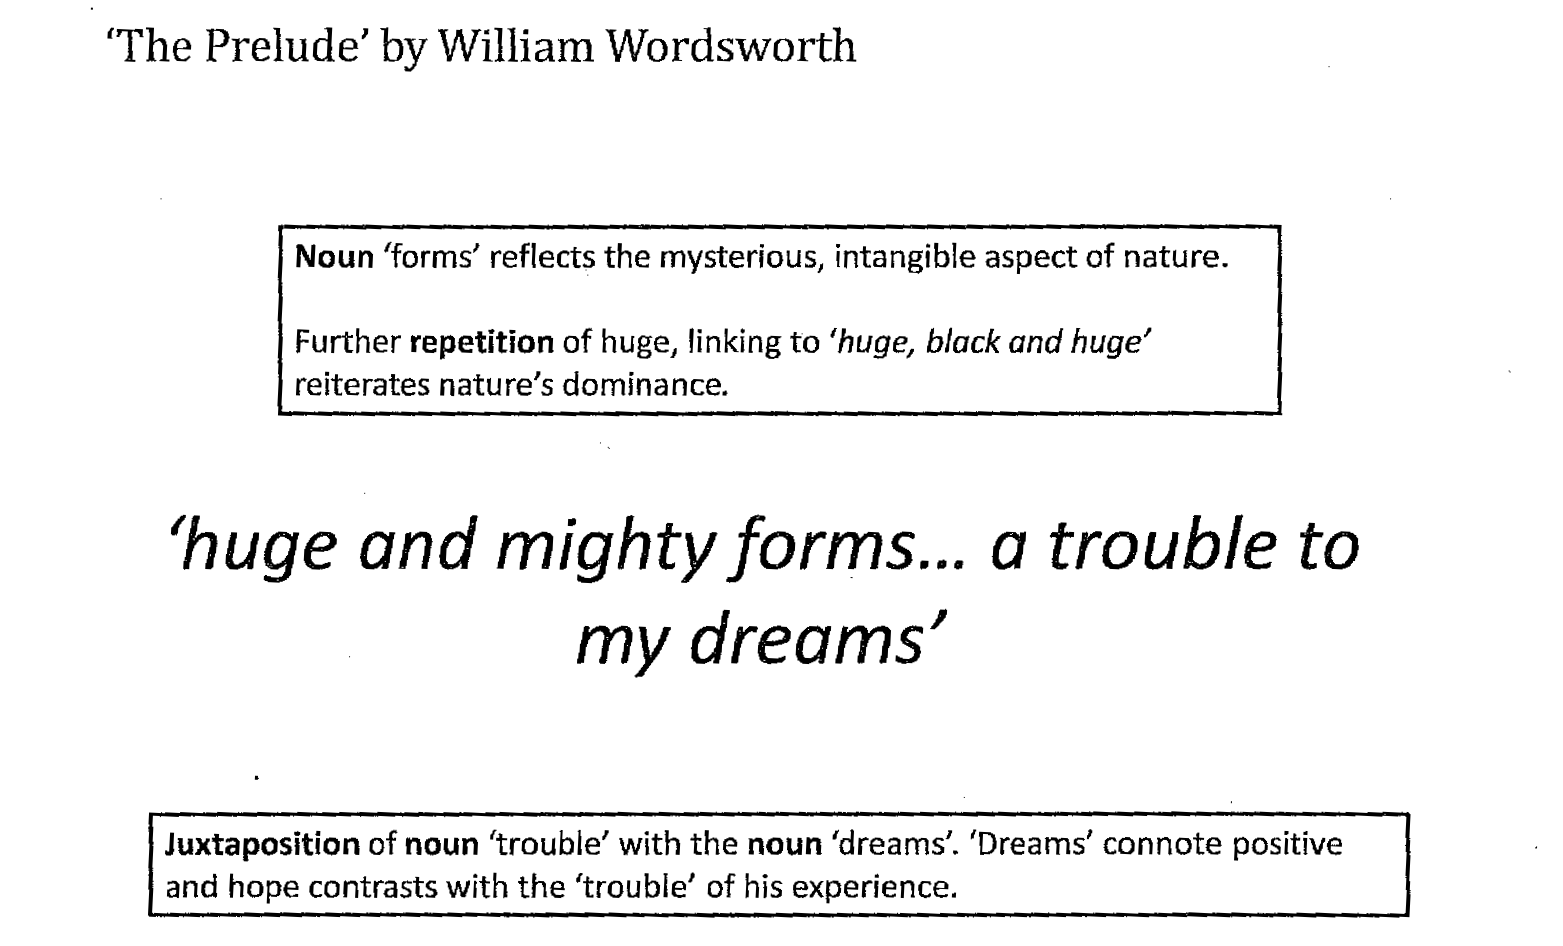 ‘The Prelude’ by William Wordsworth
Noun ‘forms’ reflects the mysterious, intangible aspect of nature.
Further repetition of huge, linking to ‘huge, black and huge’
reiterates nature’s dominance.
‘huge and mighty forms... a trouble to
my dreams’
Juxtaposition of noun ‘trouble’ with the noun ‘dreams’. ‘Dreams’ connote positive
and hope contrasts with the ‘trouble’ of his experience.